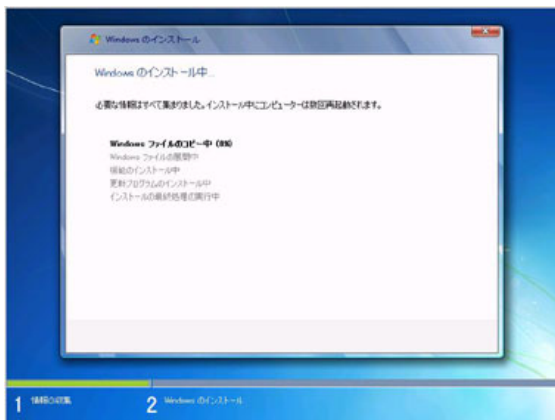 Windows のインストール
Windows のインストール中...
必要な情報はすべて集まりました。インストール中にコンピューターは数回再起動されます。
Windows ファイルのコピー中 (0%)
Windows ファイルの展開中
機能のインストール中
更新プログラムのインストール中
インストールの最終処理の実行中
1 情報の収集
2 Windows のインストール